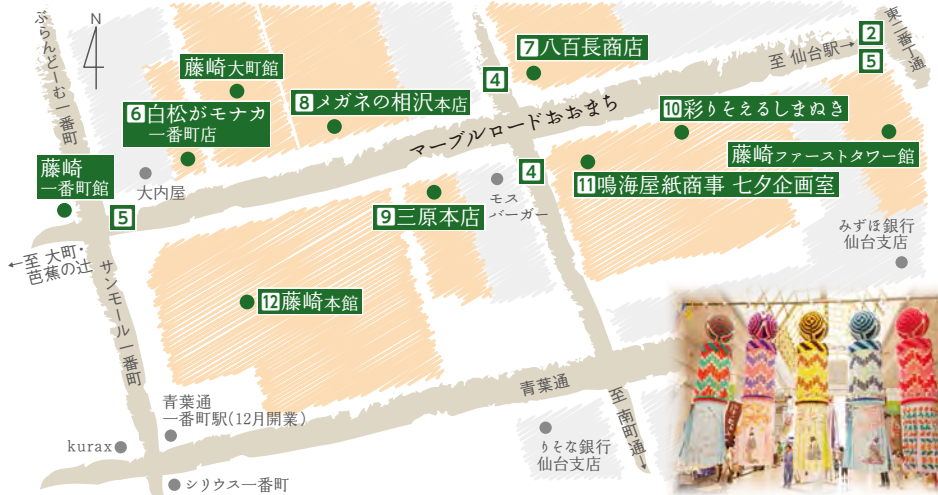 ぶらんどーむ一番町
N
藤崎大町館
6 白松がモナカ
一番町店
8 メガネの相沢本店
7 八百長商店
4
至 仙台駅→
2
5
東二番丁通
マーブルロードおおまち
10 彩りそえるしまぬき
藤崎ファーストタワー館
11 鳴海屋紙商事 七夕企画室
4
モス
バーガー
9 三原本店
大内屋
藤崎
一番町館
5
←至 大町・
芭蕉の辻
サンモール一番町
12 藤崎本館
みずほ銀行
仙台支店
青葉通
青葉通
一番町駅(12月開業)
kurax
シリウス一番町
りそな銀行
仙台支店
至 南町通→